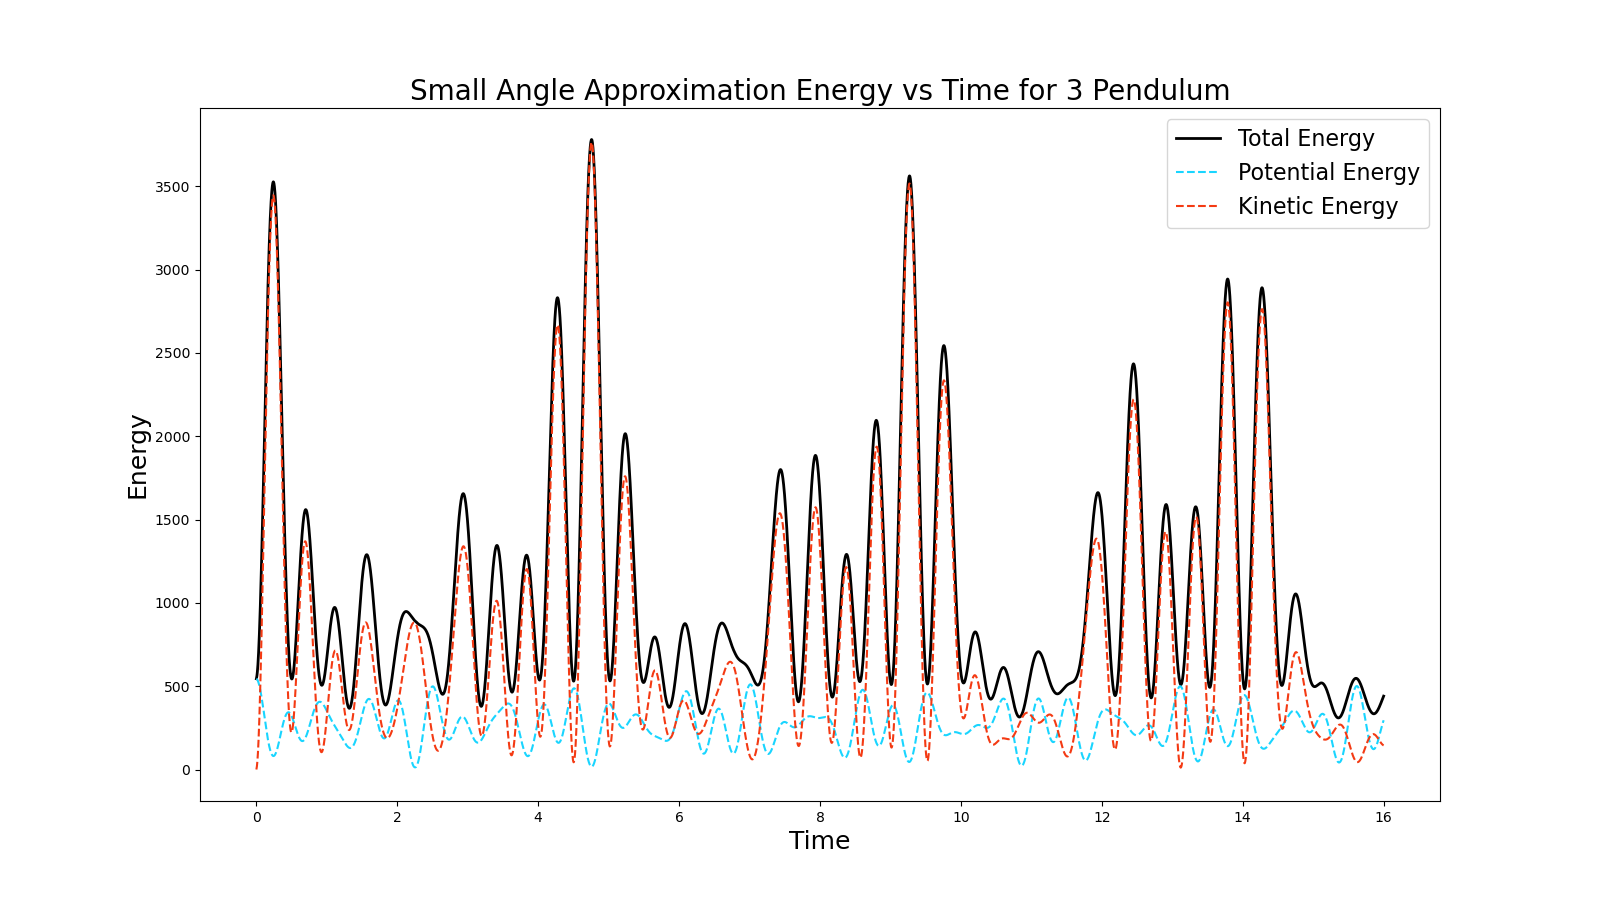 Small Angle Approximation Energy vs Time for 3 Pendulum
Total Energy
Potential Energy
Kinetic Energy
Energy
3500
3000
2500
2000
1500
1000
500
0
0 2 4 6 8 10 12 14 16
Time